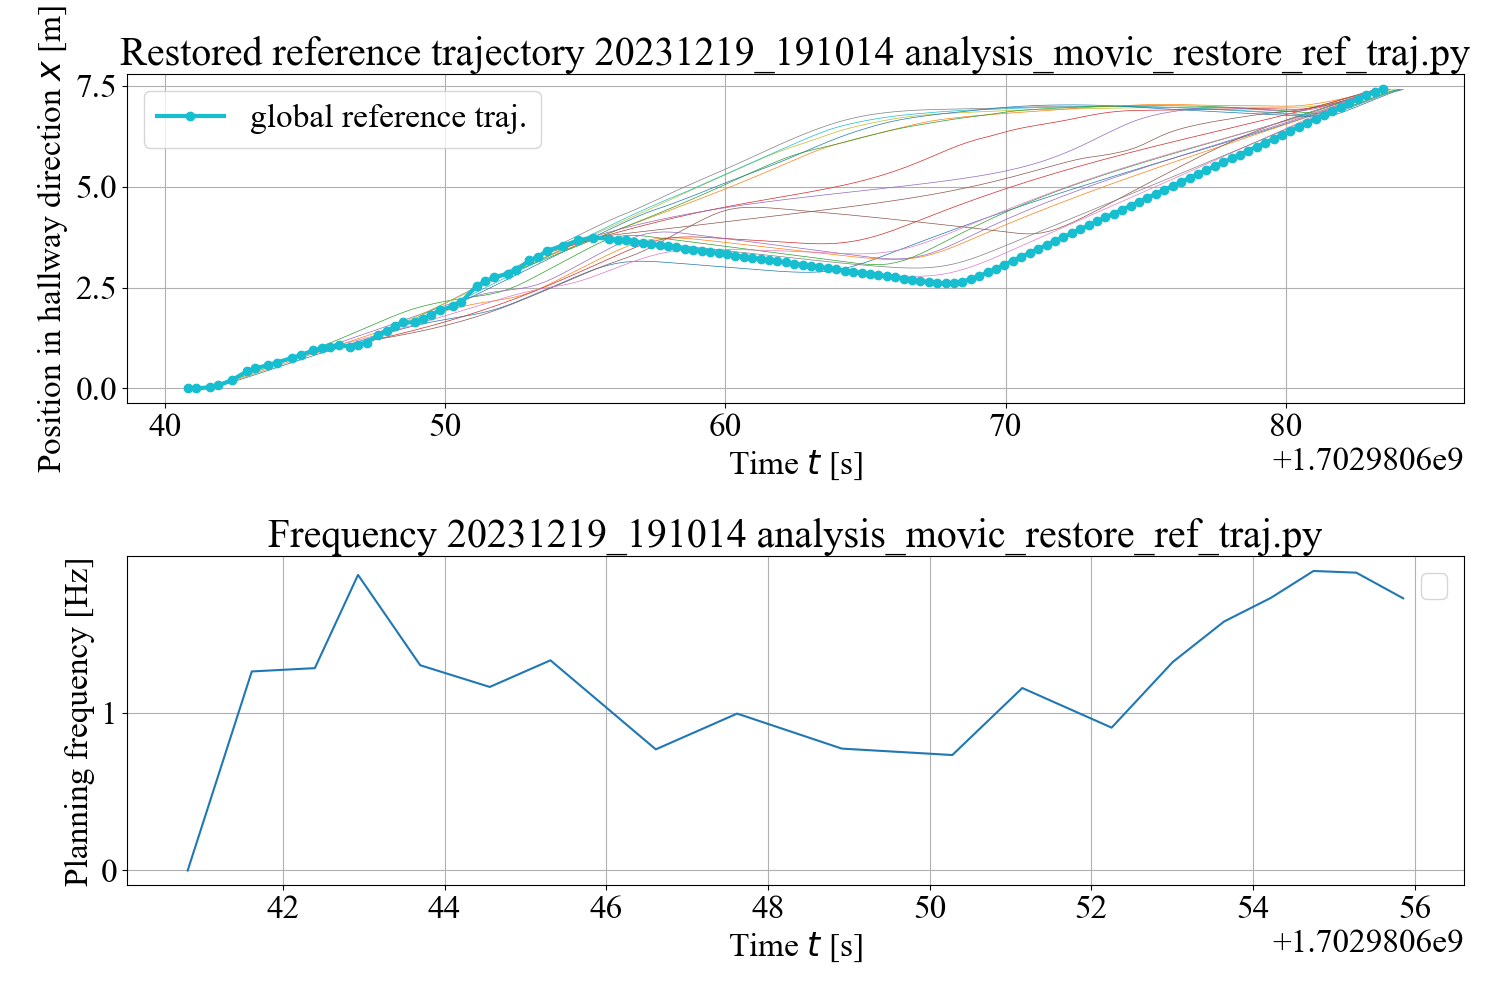 Restored reference trajectory 20231219_191014 analysis_movic_restore_ref_traj.py
Position in hallway direction x [m]
7.5
5.0
2.5
0.0
global reference traj.
40 50 60 70 80
Time t [s]
+1.7029806e9
Frequency 20231219_191014 analysis_movic_restore_ref_traj.py
Planning frequency [Hz]
1
0
42 44 46 48 50 52 54 56
Time t [s]
+1.7029806e9